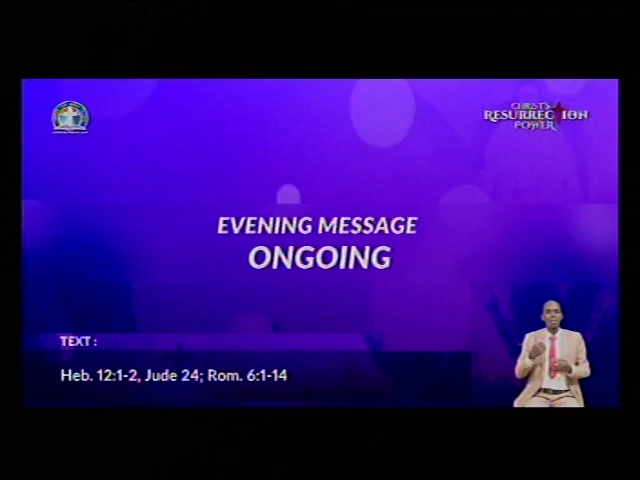 CHRIST'S
RESURRECTION
POWER
EVENING MESSAGE
ONGOING
TEXT :
Heb. 12:1-2, Jude 24; Rom. 6:1-14